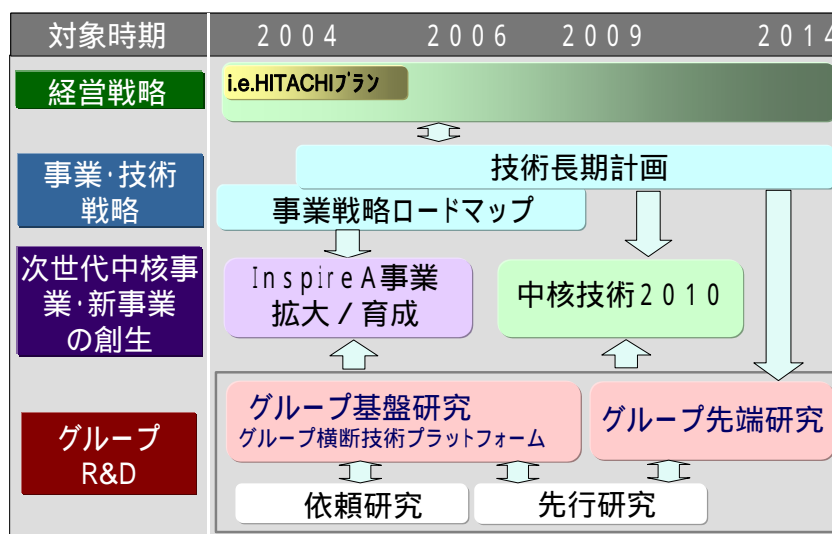 対象時期 2004 2006 2009 2014
経営戦略
i.e.HITACHIプラン
事業・技術
戦略
技術長期計画
事業戦略ロードマップ
次世代中核事
業・新事業
の創生
InspireA事業
拡大／育成
中核技術2010
グループ
R&D
グループ基盤研究
グループ横断技術プラットフォーム
グループ先端研究
依頼研究
先行研究